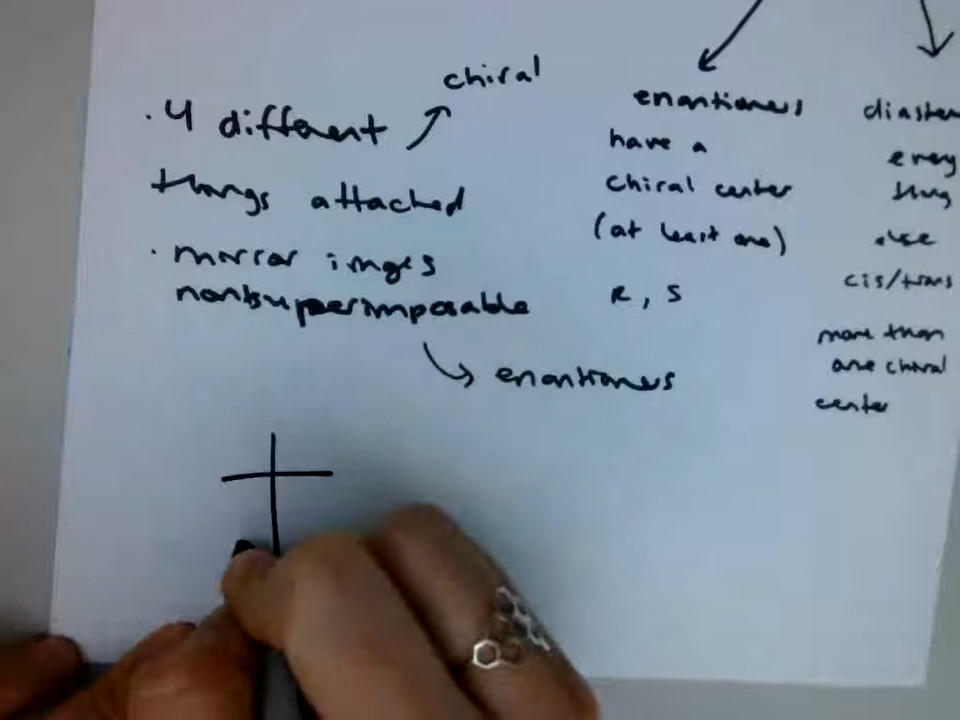 chiral
· 4 different
things attached
· mirror images
nonsuperimposable
enantiomers
enantiomers
have a
chiral center
(at least one)
R, S
diastere
every
thing
else
cis/trans
more than
one chiral
center